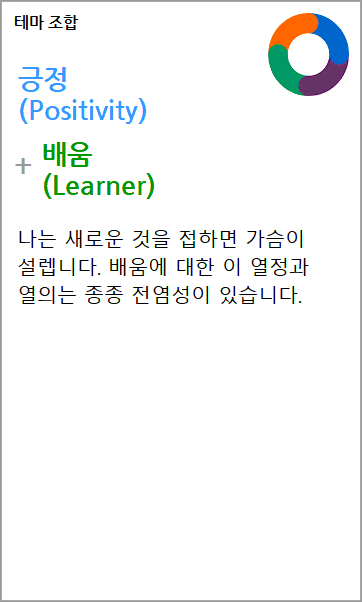 테마 조합
긍정
(Positivity)
+ 배움
(Learner)
나는 새로운 것을 접하면 가슴이
설렙니다. 배움에 대한 이 열정과
열의는 종종 전염성이 있습니다.